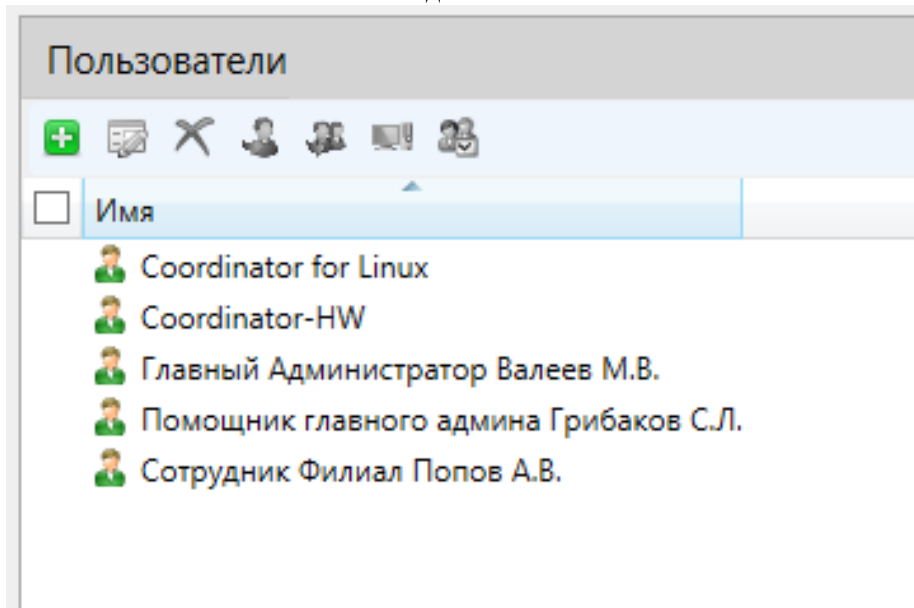 Пользователи
Имя
Coordinator for Linux
Coordinator-HW
Главный Администратор Валеев М.В.
Помощник главного админа Грибаков С.Л.
Сотрудник Филиал Попов А.В.